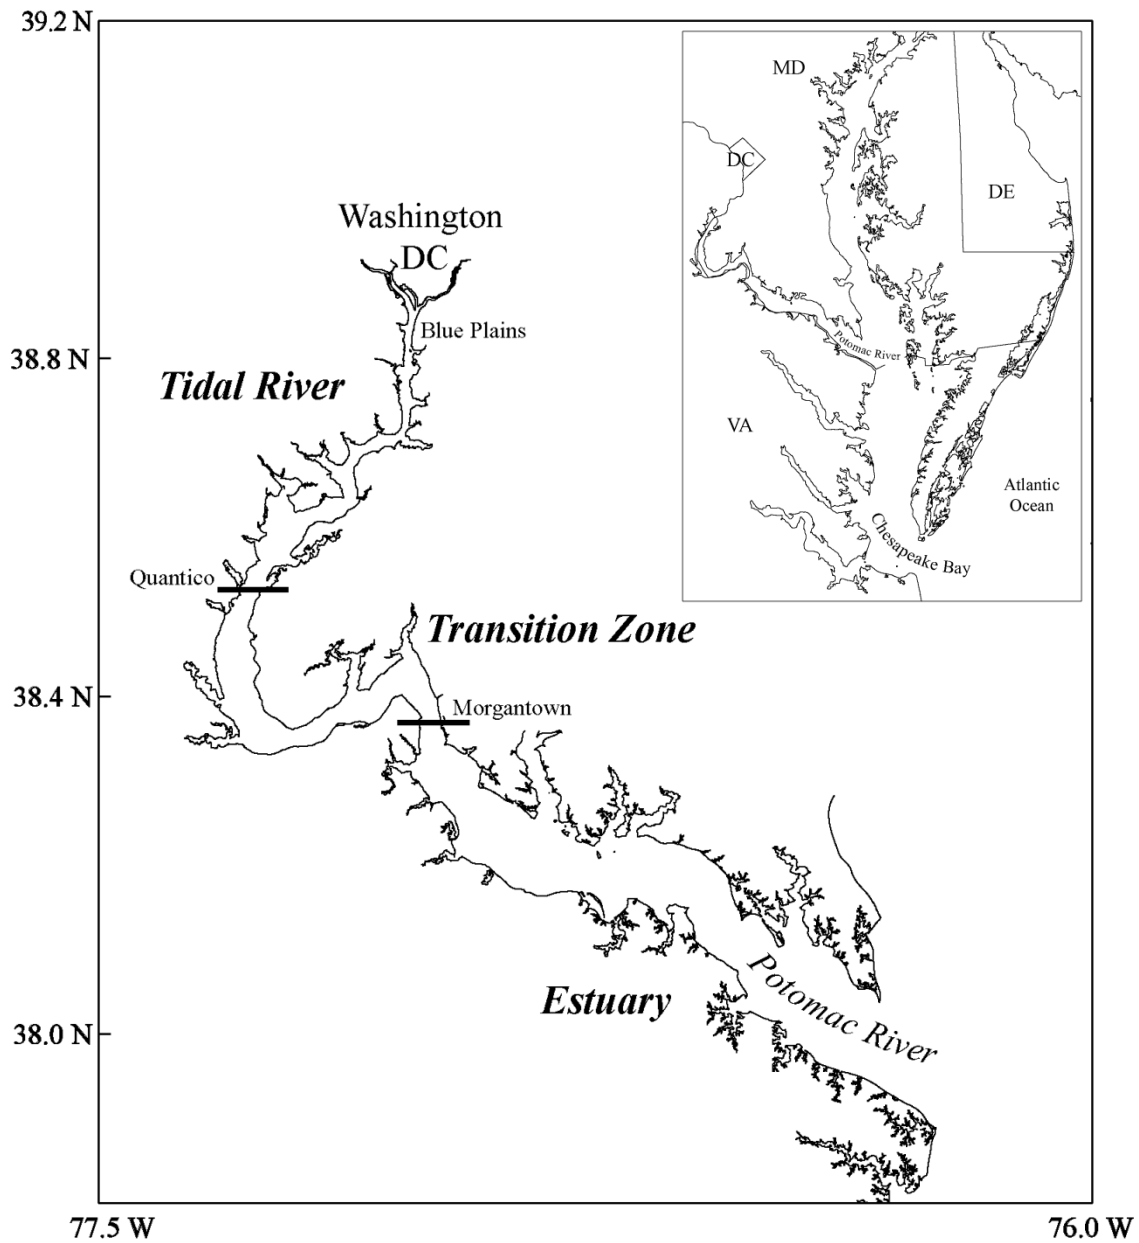 39.2 N
MD
DC
DE
Washington
DC
Blue Plains
Potomac River
38.8 N
Tidal River
VA
Atlantic
Ocean
Chesapeake Bay
Quantico
Transition Zone
38.4 N
Morgantown
Estuary
Potomac River
38.0 N
77.5 W
76.0 W